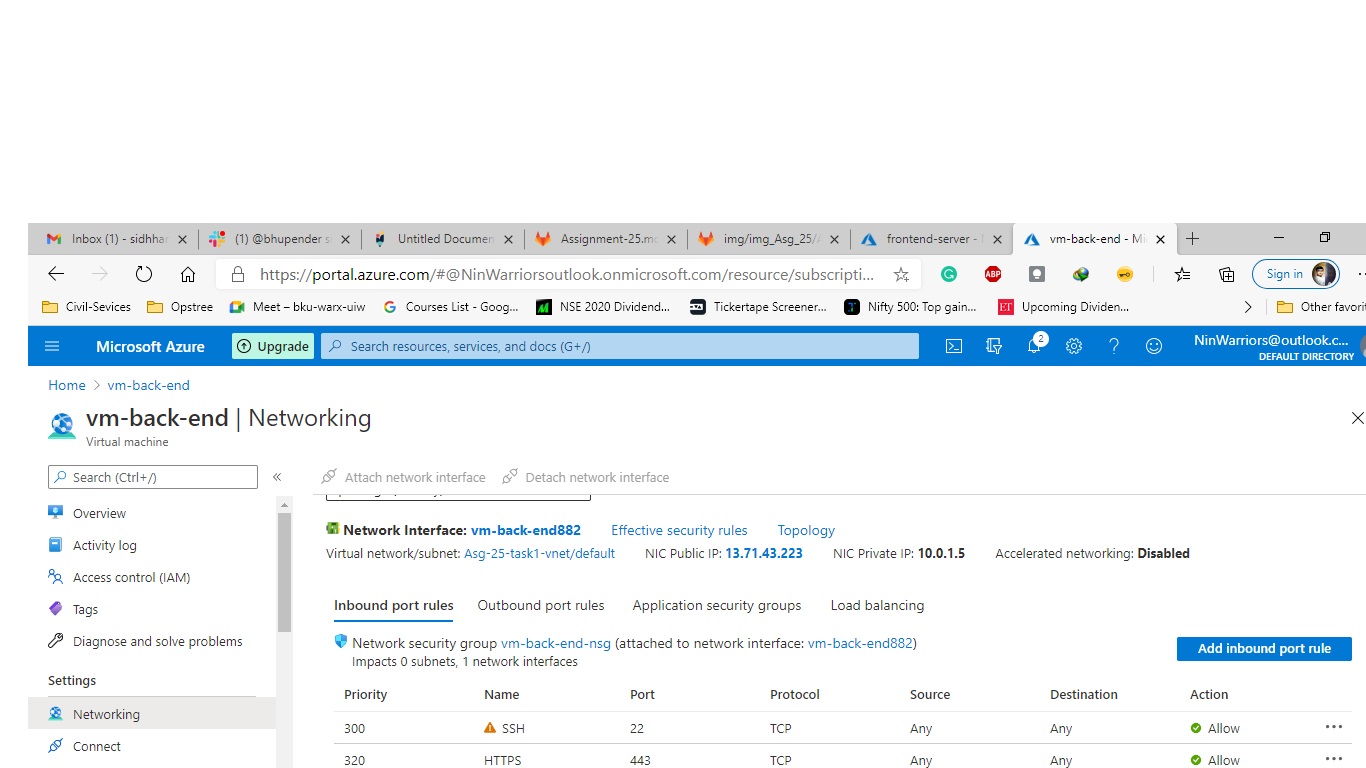 Inbox (1) - sidhhar
(1) @bhupender s
Untitled Documen
Assignment-25.md
img/img_Asg_25/A
frontend-server - M
vm-back-end - Mi
https://portal.azure.com/#@NinWarriorsoutlook.onmicrosoft.com/resource/subscripti...
ABP
Sign in
Civil-Sevices
Opstree
Meet – bku-warx-uiw
Courses List - Goog...
NSE 2020 Dividend...
Tickertape Screener...
Nifty 500: Top gain...
ET Upcoming Dividen...
Other favorit
Microsoft Azure
Upgrade
Search resources, services, and docs (G+/)
2
NinWarriors@outlook.c...
DEFAULT DIRECTORY
Home > vm-back-end
vm-back-end | Networking
Virtual machine
Search (Ctrl+/)
«
Attach network interface
Detach network interface
Overview
Activity log
Access control (IAM)
Tags
Diagnose and solve problems
Settings
Networking
Connect
Network Interface: vm-back-end882 Effective security rules Topology
Virtual network/subnet: Asg-25-task1-vnet/default NIC Public IP: 13.71.43.223 NIC Private IP: 10.0.1.5 Accelerated networking: Disabled
Inbound port rules Outbound port rules Application security groups Load balancing
Network security group vm-back-end-nsg (attached to network interface: vm-back-end882)
Impacts 0 subnets, 1 network interfaces
Add inbound port rule
Priority Name Port Protocol Source Destination Action
300 SSH 22 TCP Any Any Allow ...
320 HTTPS 443 TCP Any Any Allow ...